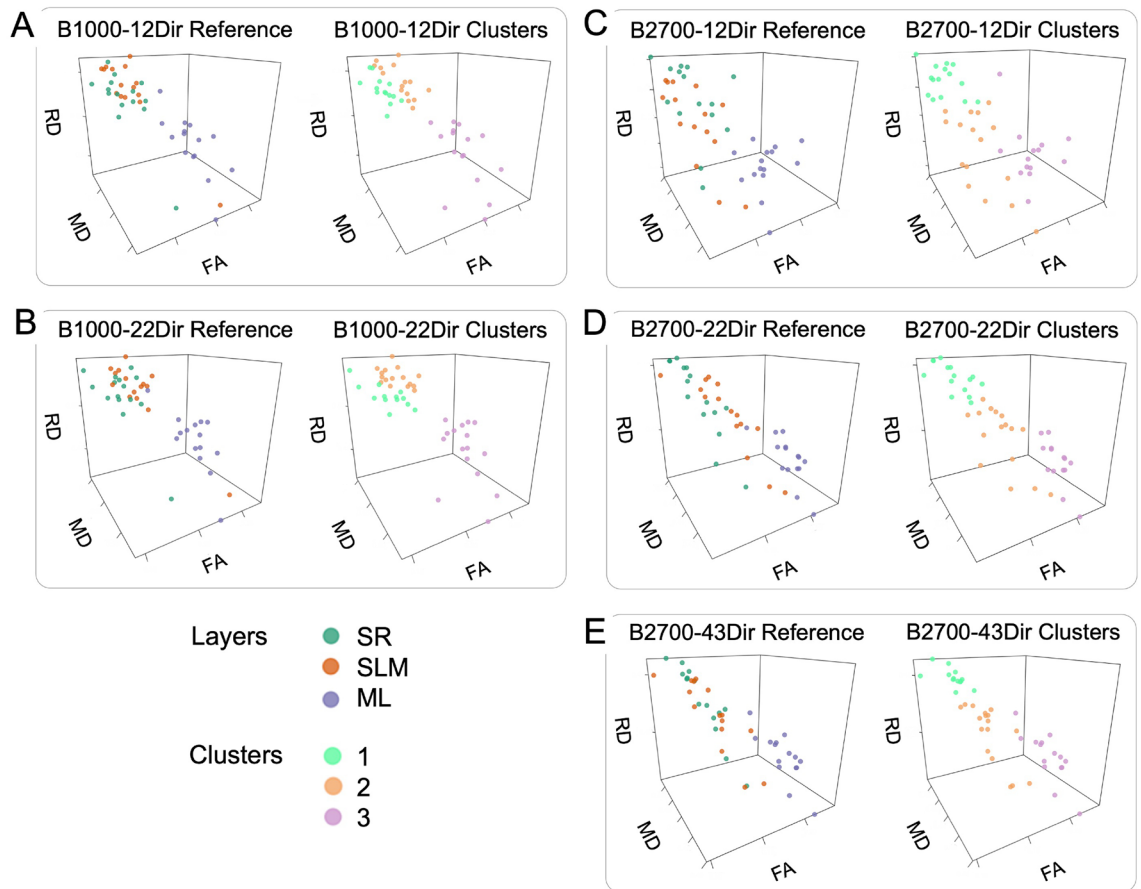 A
B1000-12Dir Reference
B1000-12Dir Clusters
RD
MD
FA
RD
MD
FA
C
B2700-12Dir Reference
B2700-12Dir Clusters
RD
MD
FA
RD
MD
FA
B
B1000-22Dir Reference
B1000-22Dir Clusters
RD
MD
FA
RD
MD
FA
D
B2700-22Dir Reference
B2700-22Dir Clusters
RD
MD
FA
RD
MD
FA
Layers
SR
SLM
ML
Clusters
1
2
3
E
B2700-43Dir Reference
B2700-43Dir Clusters
RD
MD
FA
RD
MD
FA